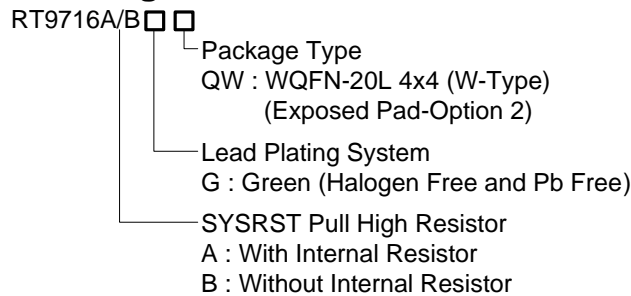 RT9716A/B□ □
Package Type
QW : WQFN-20L 4x4 (W-Type)
(Exposed Pad-Option 2)
Lead Plating System
G : Green (Halogen Free and Pb Free)
SYSRST Pull High Resistor
A : With Internal Resistor
B : Without Internal Resistor